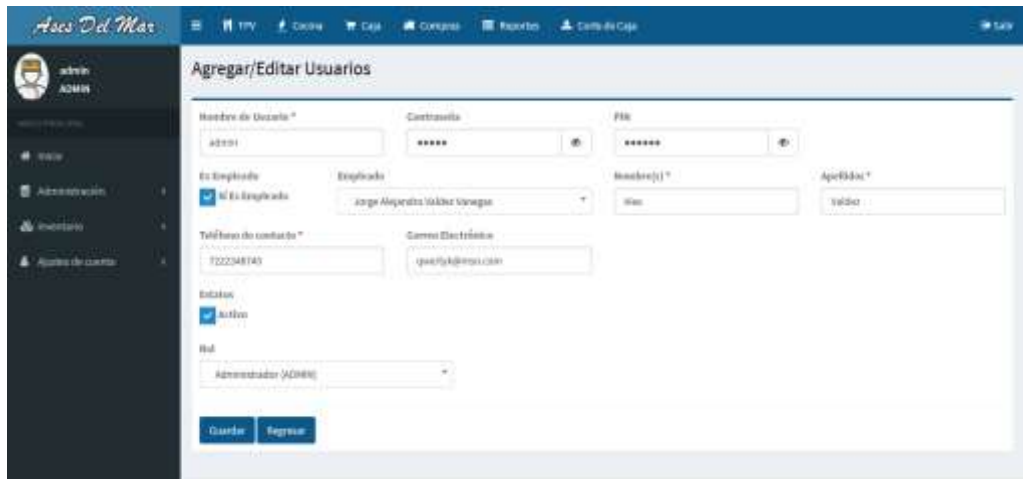 Ases Del Mar
TPV Cocina Caja Compras Reportes Corte de Caja Salir
admin
ADMIN
Agregar/Editar Usuarios
Nombre de Usuario * Contraseña PIN
admin ••••• ••••••
Inicio
Administración
Inventario
Ajustes de cuenta
Es Empleado Empleado Nombre(s) * Apellidos *
Sí Es Empleado Jorge Alejandro Valdez Vanegas Valdez
Teléfono de contacto * Correo Electrónico
Estatus
Activo
Rol
Administrador (ADMIN)
Guardar Regresar